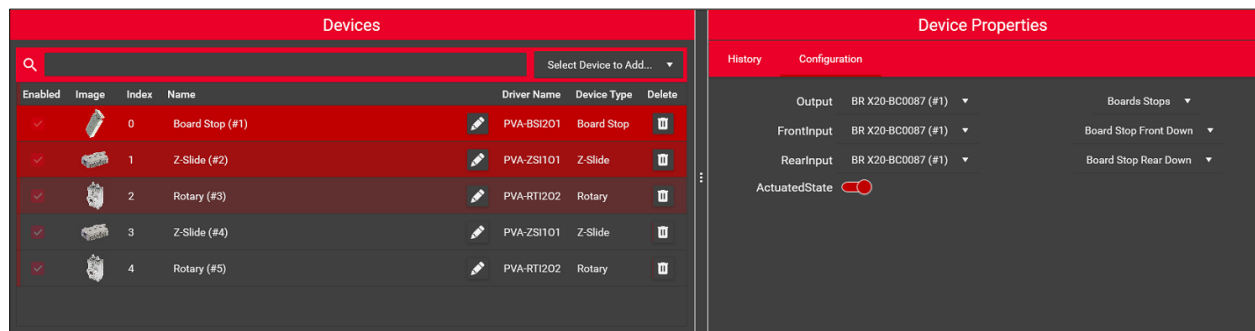 Devices
Select Device to Add...
Enabled Image Index Name Driver Name Device Type Delete
0 Board Stop (#1) PVA-BSI2O1 Board Stop
1 Z-Slide (#2) PVA-ZSI1O1 Z-Slide
2 Rotary (#3) PVA-RTI2O2 Rotary
3 Z-Slide (#4) PVA-ZSI1O1 Z-Slide
4 Rotary (#5) PVA-RTI2O2 Rotary
Device Properties
History Configuration
Output BR X20-BC0087 (#1) Boards Stops
FrontInput BR X20-BC0087 (#1) Board Stop Front Down
RearInput BR X20-BC0087 (#1) Board Stop Rear Down
ActuatedState